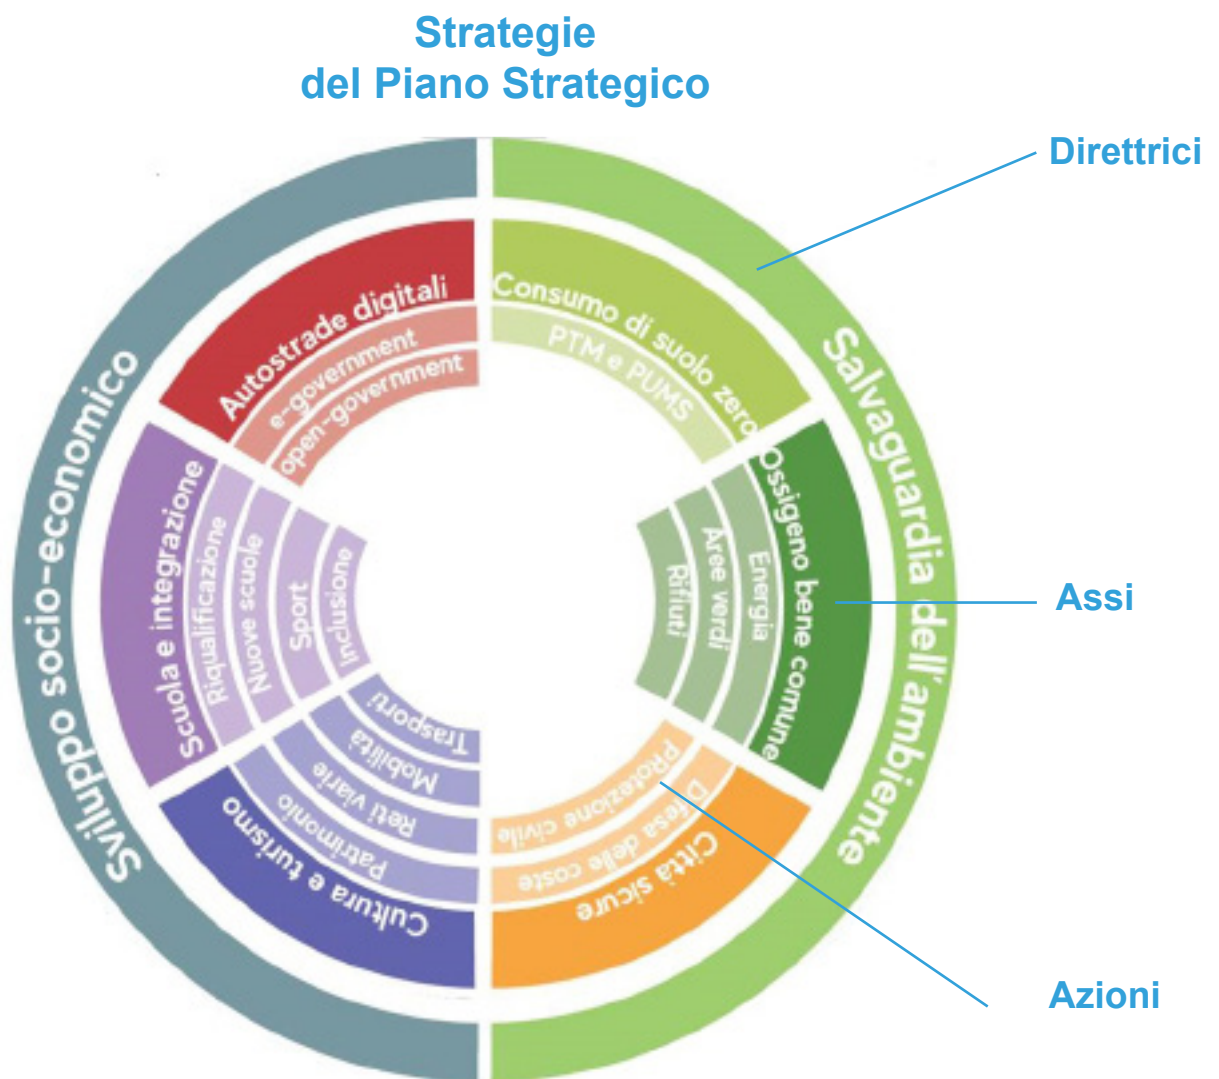 Strategie
del Piano Strategico
Direttrici
Assi
Azioni
Sviluppo socio-economico
Salvaguardia dell'ambiente
Autostrade digitali
e-government
open-government
Consumo di suolo zero
PTM e PUMS
Ossigeno bene comune
Energia
Aree verdi
Rifiuti
Città sicure
Difesa delle coste
PRotezione civile
Cultura e turismo
Patrimonio
Reti viarie
Mobilità
Trasporti
Scuola e integrazione
Riqualificazione
Nuove scuole
Sport
Inclusione